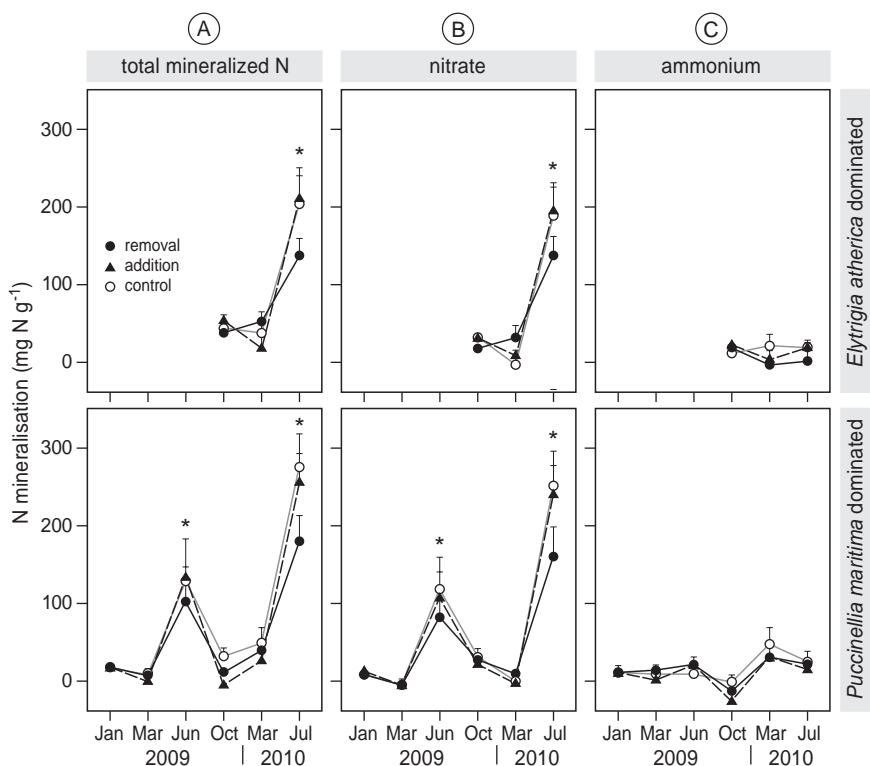 A B C
total mineralized N nitrate ammonium
N mineralisation (mg N g-1)
300
200
100
0
removal
addition
control
*
*
Elytrigia atherica dominated
300
200
100
0
*
*
*
*
Puccinellia maritima dominated
Jan Mar Jun Oct Mar Jul Jan Mar Jun Oct Mar Jul Jan Mar Jun Oct Mar Jul
2009 | 2010 2009 | 2010 2009 | 2010